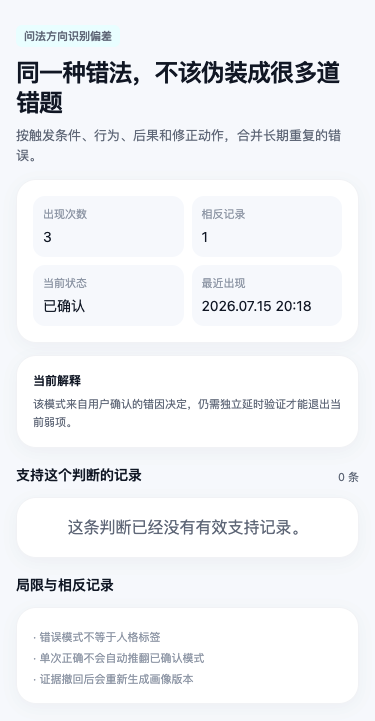 问法方向识别偏差
同一种错法，不该伪装成很多道
错题
按触发条件、行为、后果和修正动作，合并长期重复的错
误。
出现次数
3
相反记录
1
当前状态
已确认
最近出现
2026.07.15 20:18
当前解释
该模式来自用户确认的错因决定，仍需独立延时验证才能退出当
前弱项。
支持这个判断的记录
0 条
这条判断已经没有有效支持记录。
局限与相反记录
· 错误模式不等于人格标签
· 单次正确不会自动推翻已确认模式
· 证据撤回后会重新生成画像版本